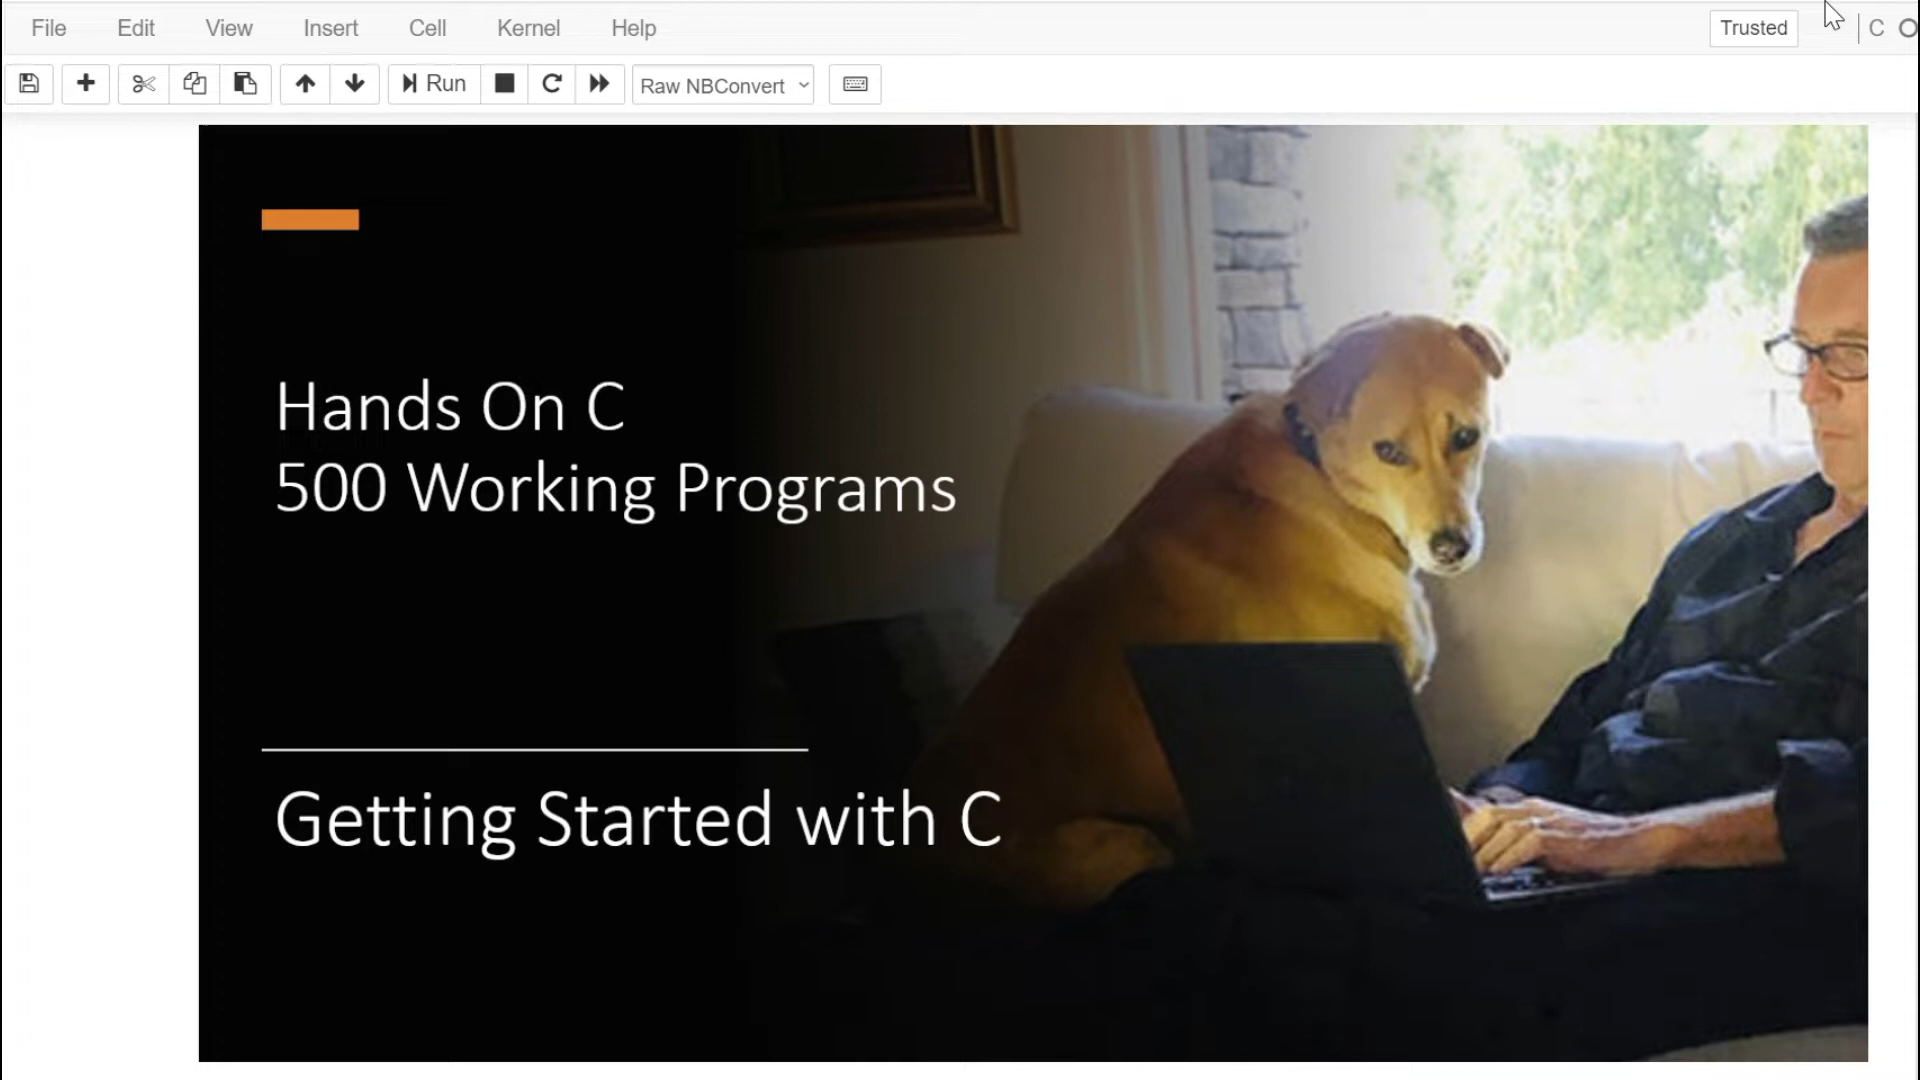 File Edit View Insert Cell Kernel Help Trusted C
Run Raw NBConvert
Hands On C
500 Working Programs
Getting Started with C